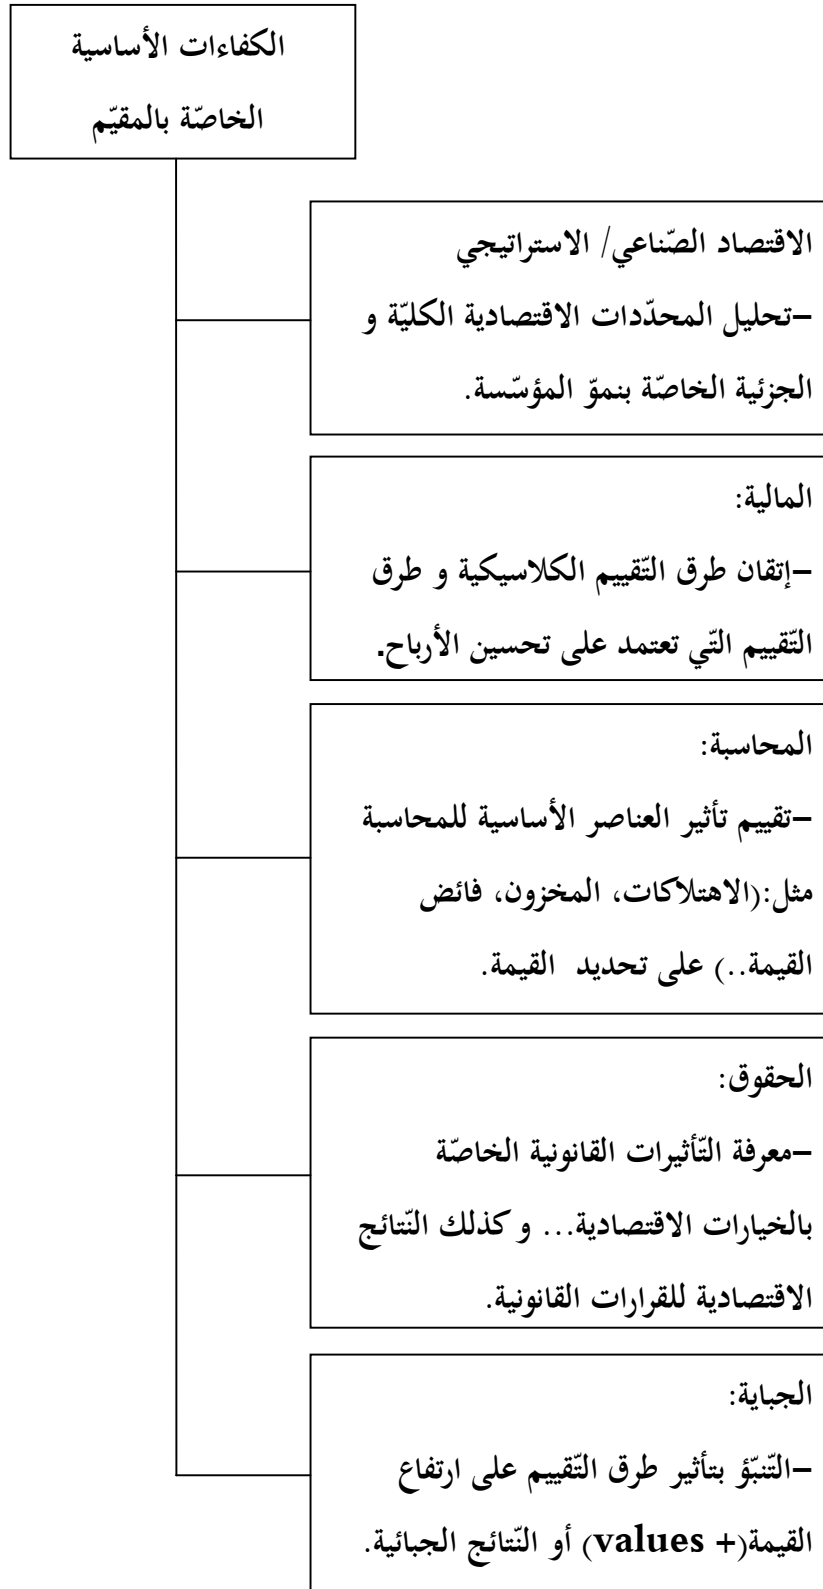 الكفاءات الأساسية
الخاصّة بالمقيّم
الاقتصاد الصّناعي/ الاستراتيجي
–تحليل المحدّدات الاقتصادية الكليّة و
الجزئية الخاصّة بنموّ المؤسّسة.
المالية:
–إتقان طرق التّقييم الكلاسيكية و طرق
التّقييم التّي تعتمد على تحسين الأرباح.
المحاسبة:
–تقييم تأثير العناصر الأساسية للمحاسبة
مثل:(الاهتلاكات، المخزون، فائض
القيمة..) على تحديد القيمة.
الحقوق:
–معرفة التّأثيرات القانونية الخاصّة
بالخيارات الاقتصادية... و كذلك النّتائج
الاقتصادية للقرارات القانونية.
الجباية:
–التّنبّؤ بتأثير طرق التّقييم على ارتفاع
القيمة(+ values) أو النّتائج الجبائية.